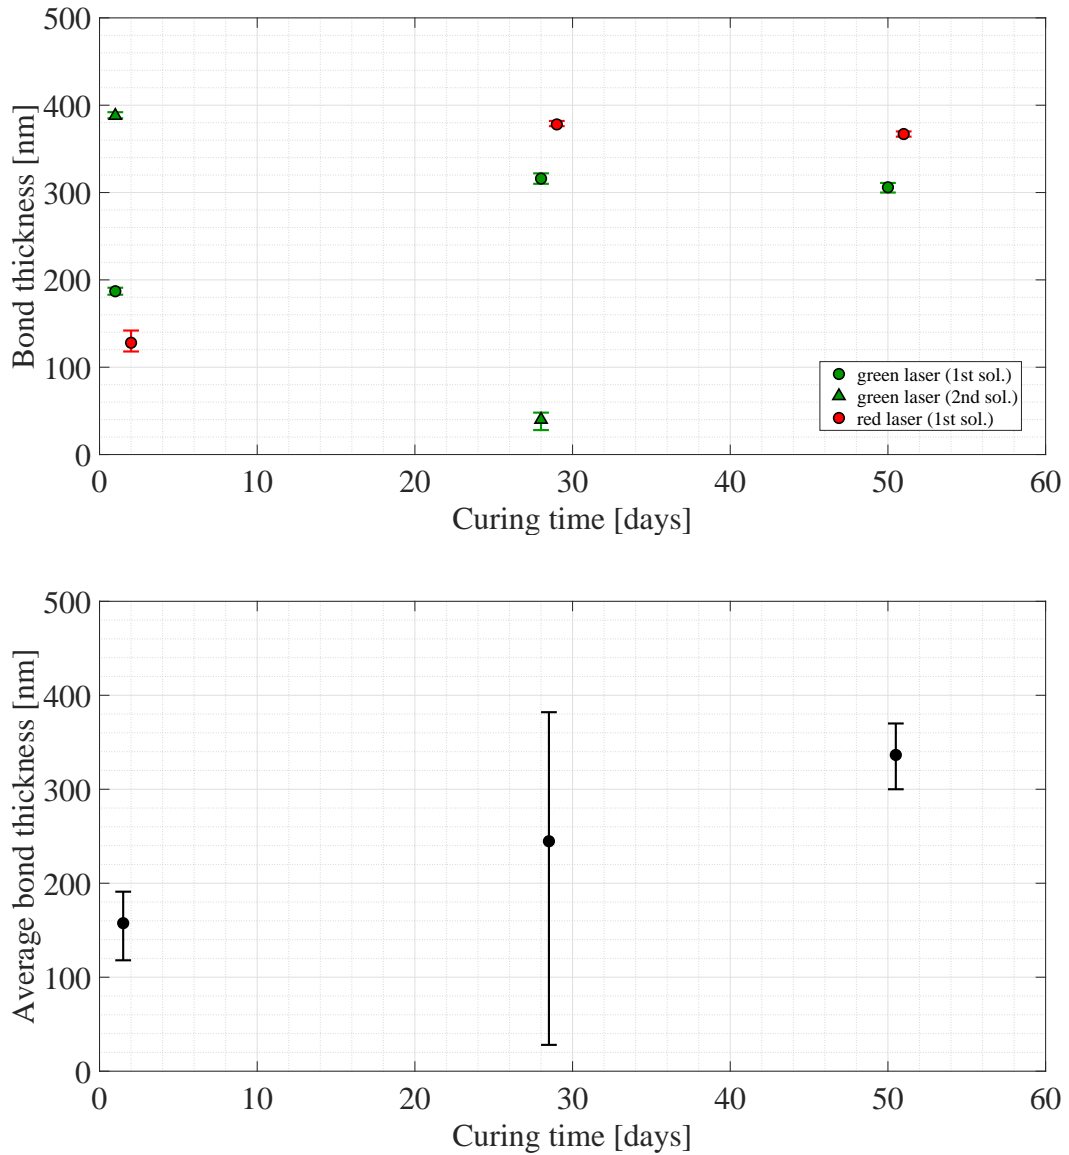 500
400
300
200
100
0
Bond thickness [nm]
green laser (1st sol.)
green laser (2nd sol.)
red laser (1st sol.)
0 10 20 30 40 50 60
Curing time [days]
500
400
300
200
100
0
Average bond thickness [nm]
0 10 20 30 40 50 60
Curing time [days]